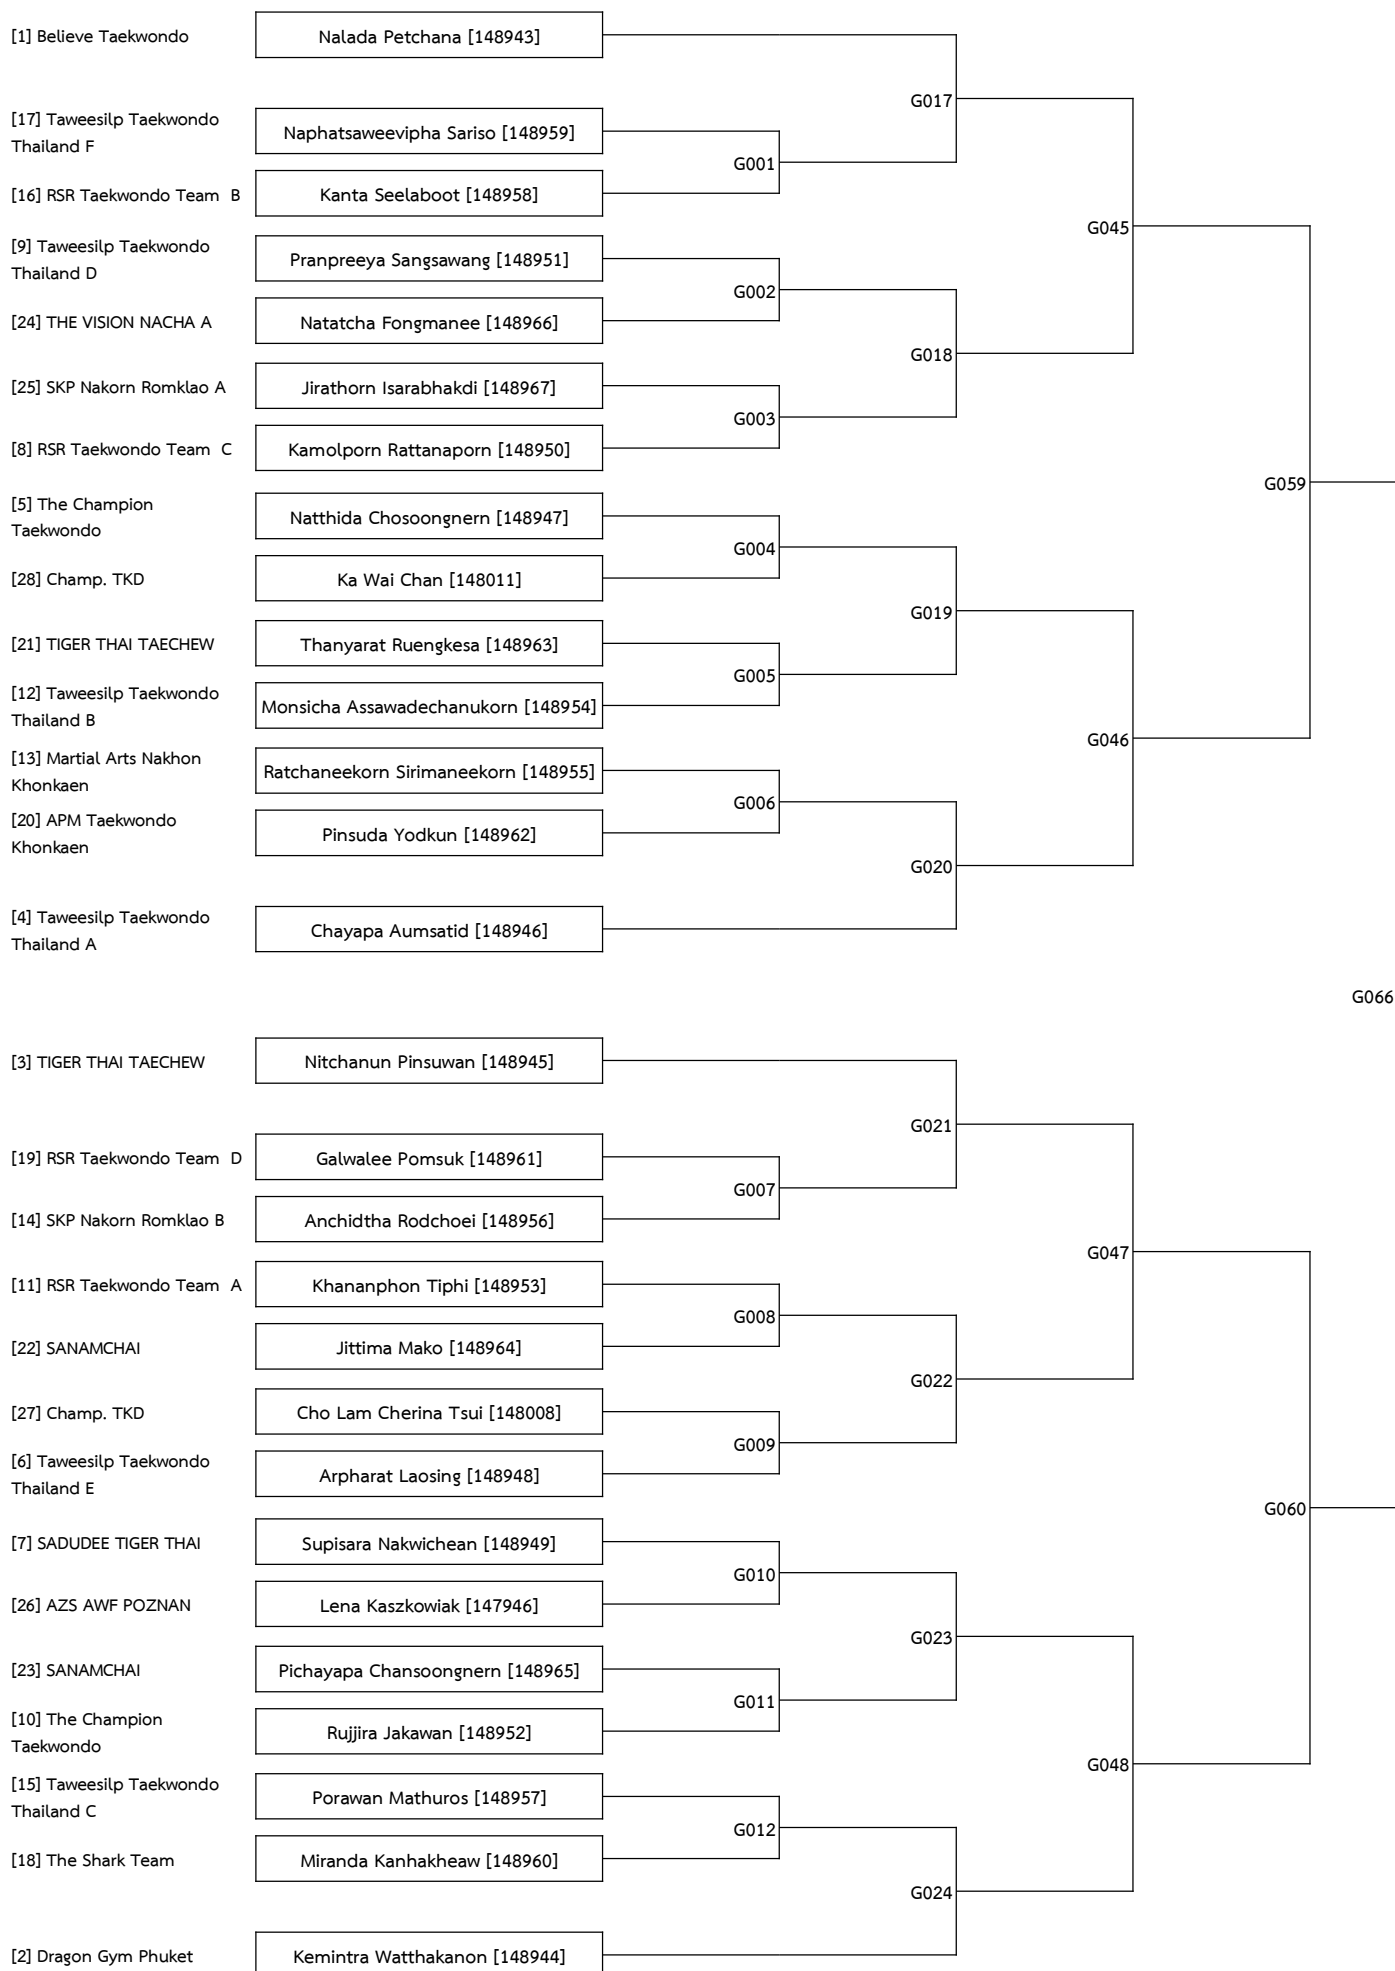 [1] Believe Taekwondo
Nalada Petchana [148943]
G017
[17] Taweesilp Taekwondo
Thailand F
Naphatsaweevipha Sariso [148959]
G001
[16] RSR Taekwondo Team B
Kanta Seelaboot [148958]
G045
[9] Taweesilp Taekwondo
Thailand D
Pranpreeya Sangsawang [148951]
G002
[24] THE VISION NACHA A
Natatcha Fongmanee [148966]
G018
[25] SKP Nakorn Romklao A
Jirathorn Isarabhakdi [148967]
G003
[8] RSR Taekwondo Team C
Kamolporn Rattanaporn [148950]
G059
[5] The Champion
Taekwondo
Natthida Chosoongnern [148947]
G004
[28] Champ. TKD
Ka Wai Chan [148011]
G019
[21] TIGER THAI TAECHEW
Thanyarat Ruengkesa [148963]
G005
[12] Taweesilp Taekwondo
Thailand B
Monsicha Assawadechanukorn [148954]
G046
[13] Martial Arts Nakhon
Khonkaen
Ratchaneekorn Sirimaneekorn [148955]
G006
[20] APM Taekwondo
Khonkaen
Pinsuda Yodkun [148962]
G020
[4] Taweesilp Taekwondo
Thailand A
Chayapa Aumsatid [148946]
G066
[3] TIGER THAI TAECHEW
Nitchanun Pinsuwan [148945]
G021
[19] RSR Taekwondo Team D
Galwalee Pomsuk [148961]
G007
[14] SKP Nakorn Romklao B
Anchidtha Rodchoei [148956]
G047
[11] RSR Taekwondo Team A
Khananphon Tiphi [148953]
G008
[22] SANAMCHAI
Jittima Mako [148964]
G022
[27] Champ. TKD
Cho Lam Cherina Tsui [148008]
G009
[6] Taweesilp Taekwondo
Thailand E
Arpharat Laosing [148948]
G060
[7] SADUDEE TIGER THAI
Supisara Nakwichean [148949]
G010
[26] AZS AWF POZNAN
Lena Kaszkowiak [147946]
G023
[23] SANAMCHAI
Pichayapa Chansoongnern [148965]
G011
[10] The Champion
Taekwondo
Rujjira Jakawan [148952]
G048
[15] Taweesilp Taekwondo
Thailand C
Porawan Mathuros [148957]
G012
[18] The Shark Team
Miranda Kanhakheaw [148960]
G024
[2] Dragon Gym Phuket
Kemintra Watthakanon [148944]